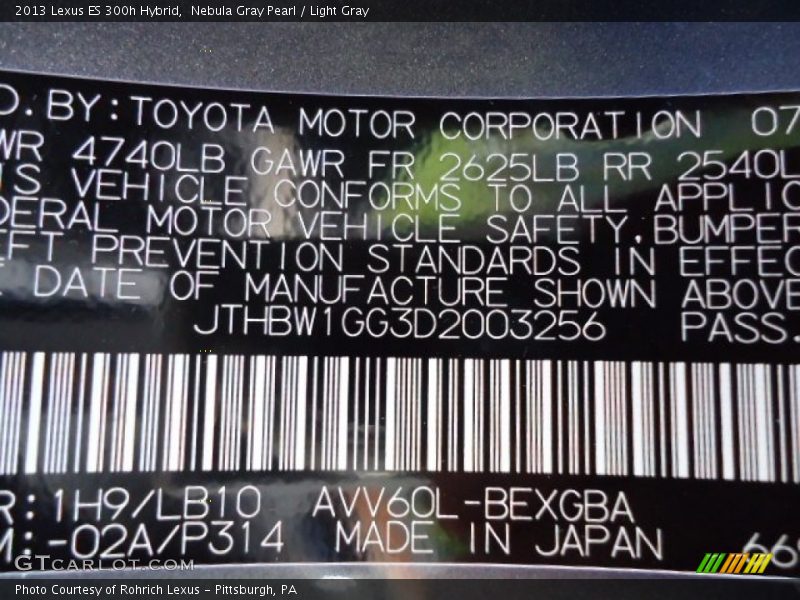 2013 Lexus ES 300h Hybrid,  Nebula Gray Pearl / Light Gray
D.BY:TOYOTA MOTOR CORPORATION 07
WR 4740LB GAWR FR 2625LB RR 2540L
IS VEHICLE CONFORMS TO ALL APPLIC
DERAL MOTOR VEHICLE SAFETY,BUMPER
EFT PREVENTION STANDARDS IN EFFEC
E DATE OF MANUFACTURE SHOWN ABOVE
JTHBW1GG3D2003256 PASS.
R:1H9/LB10 AVV60L-BEXGBA
M:-02A/P314 MADE IN JAPAN 66
GTCARLOT.COM
Photo Courtesy of Rohrich Lexus – Pittsburgh, PA